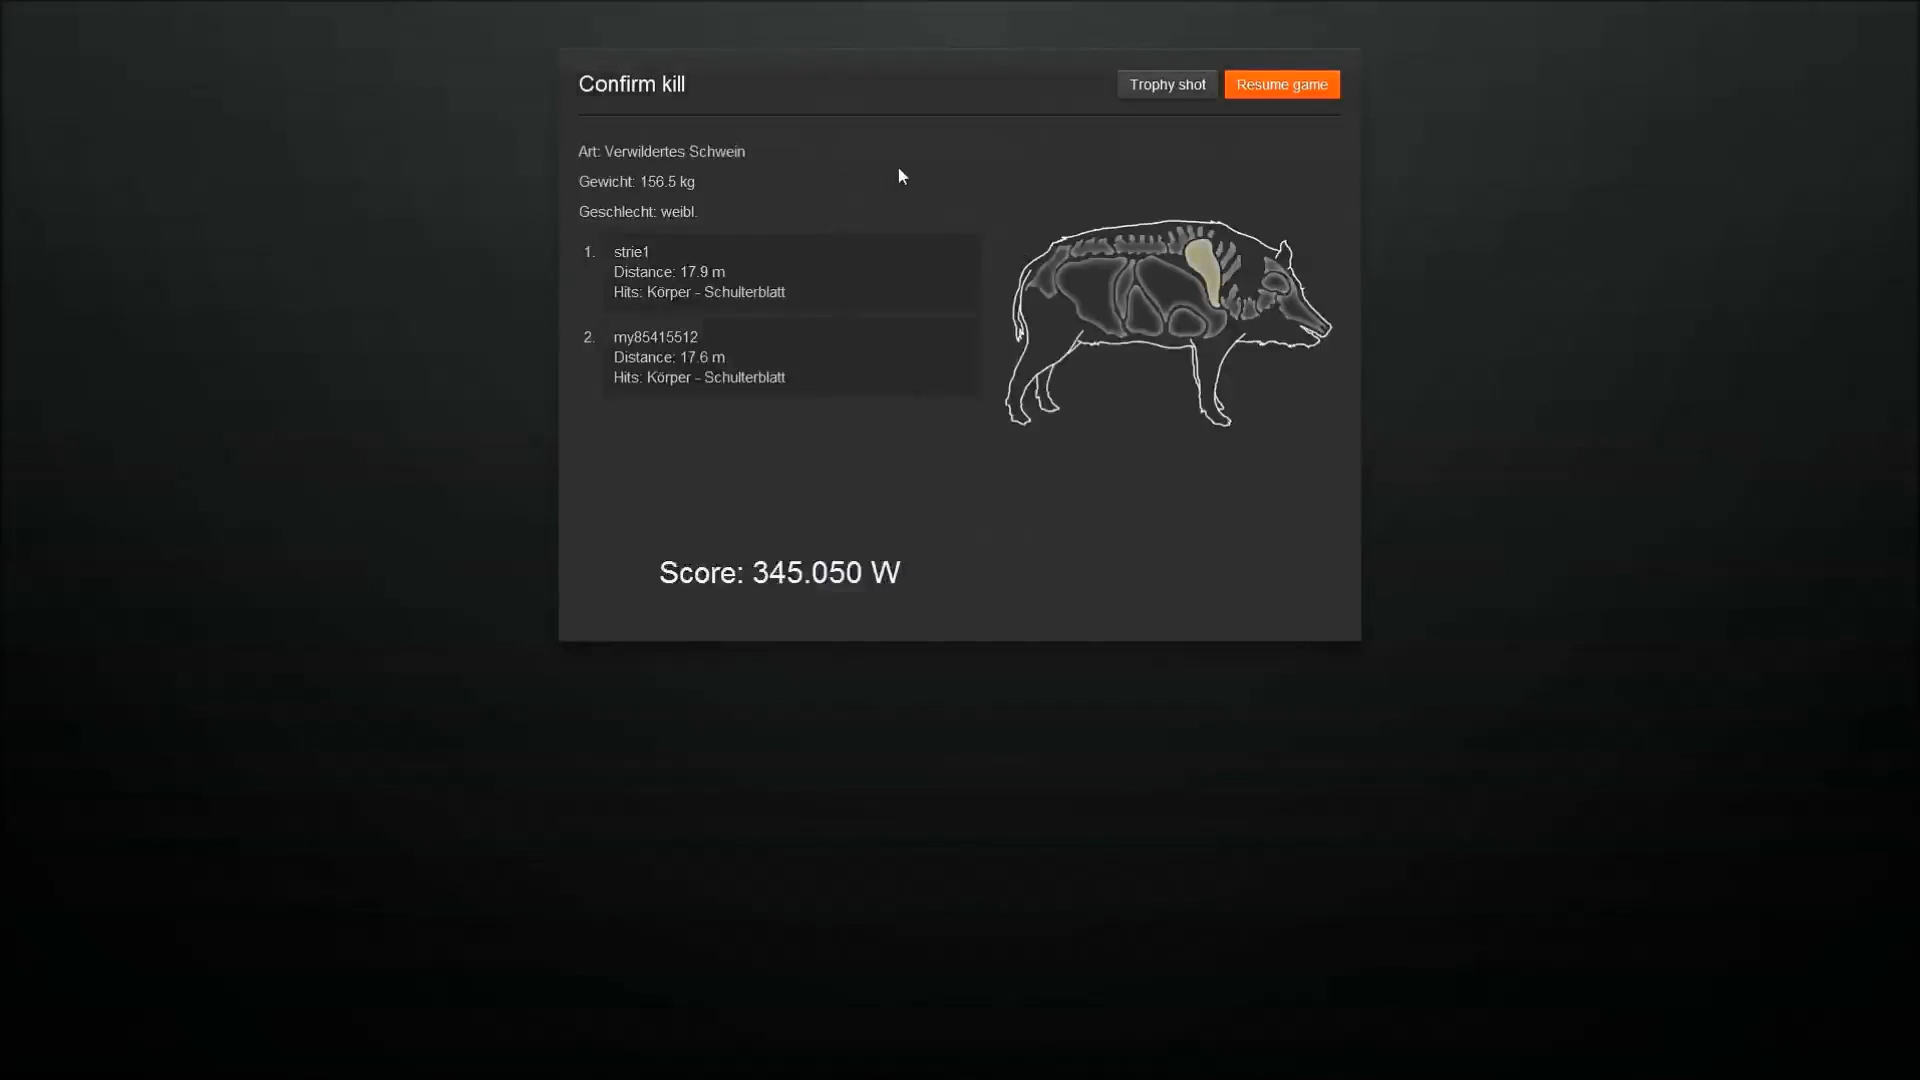 Confirm kill
Trophy shot
Resume game
Art: Verwildertes Schwein
Gewicht: 156.5 kg
Geschlecht: weibl.
1. strie1
Distance: 17.9 m
Hits: Körper - Schulterblatt
2. my85415512
Distance: 17.6 m
Hits: Körper - Schulterblatt
Score: 345.050 W